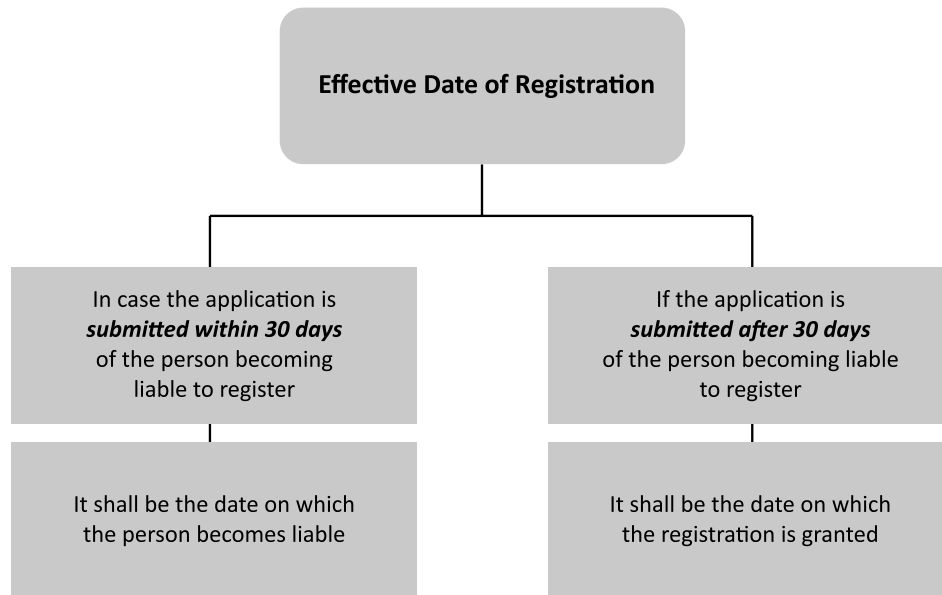 Effective Date of Registration
In case the application is
submitted within 30 days
of the person becoming
liable to register
It shall be the date on which
the person becomes liable
If the application is
submitted after 30 days
of the person becoming liable
to register
It shall be the date on which
the registration is granted